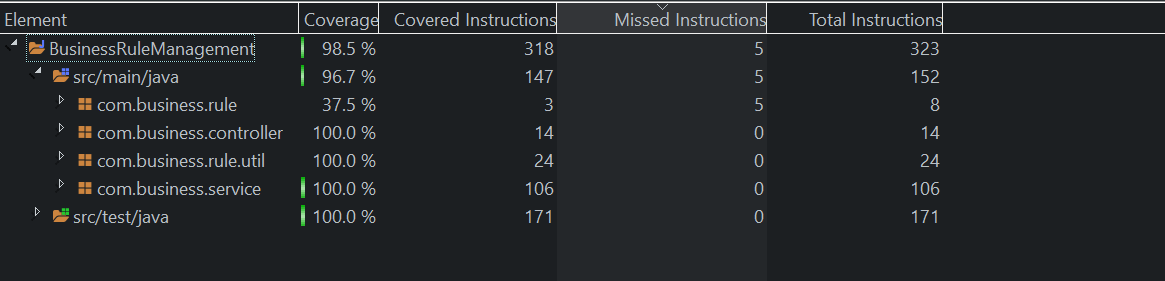 Element Coverage Covered Instructions Missed Instructions Total Instructions
BusinessRuleManagement 98.5 % 318 5 323
src/main/java 96.7 % 147 5 152
com.business.rule 37.5 % 3 5 8
com.business.controller 100.0 % 14 0 14
com.business.rule.util 100.0 % 24 0 24
com.business.service 100.0 % 106 0 106
src/test/java 100.0 % 171 0 171